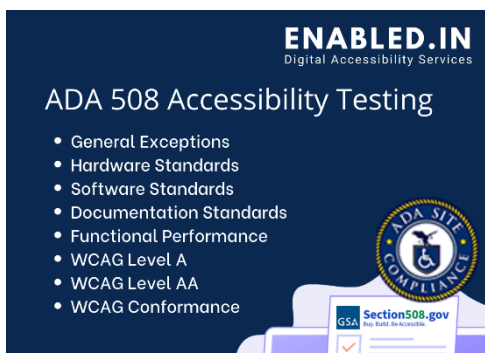 ENABLED.IN
Digital Accessibility Services
ADA 508 Accessibility Testing
General Exceptions
Hardware Standards
Software Standards
Documentation Standards
Functional Performance
WCAG Level A
WCAG Level AA
WCAG Conformance
ADA SITE
COMPLIANCE
GSA
Section508.gov
Buy. Build. Be Accessible.